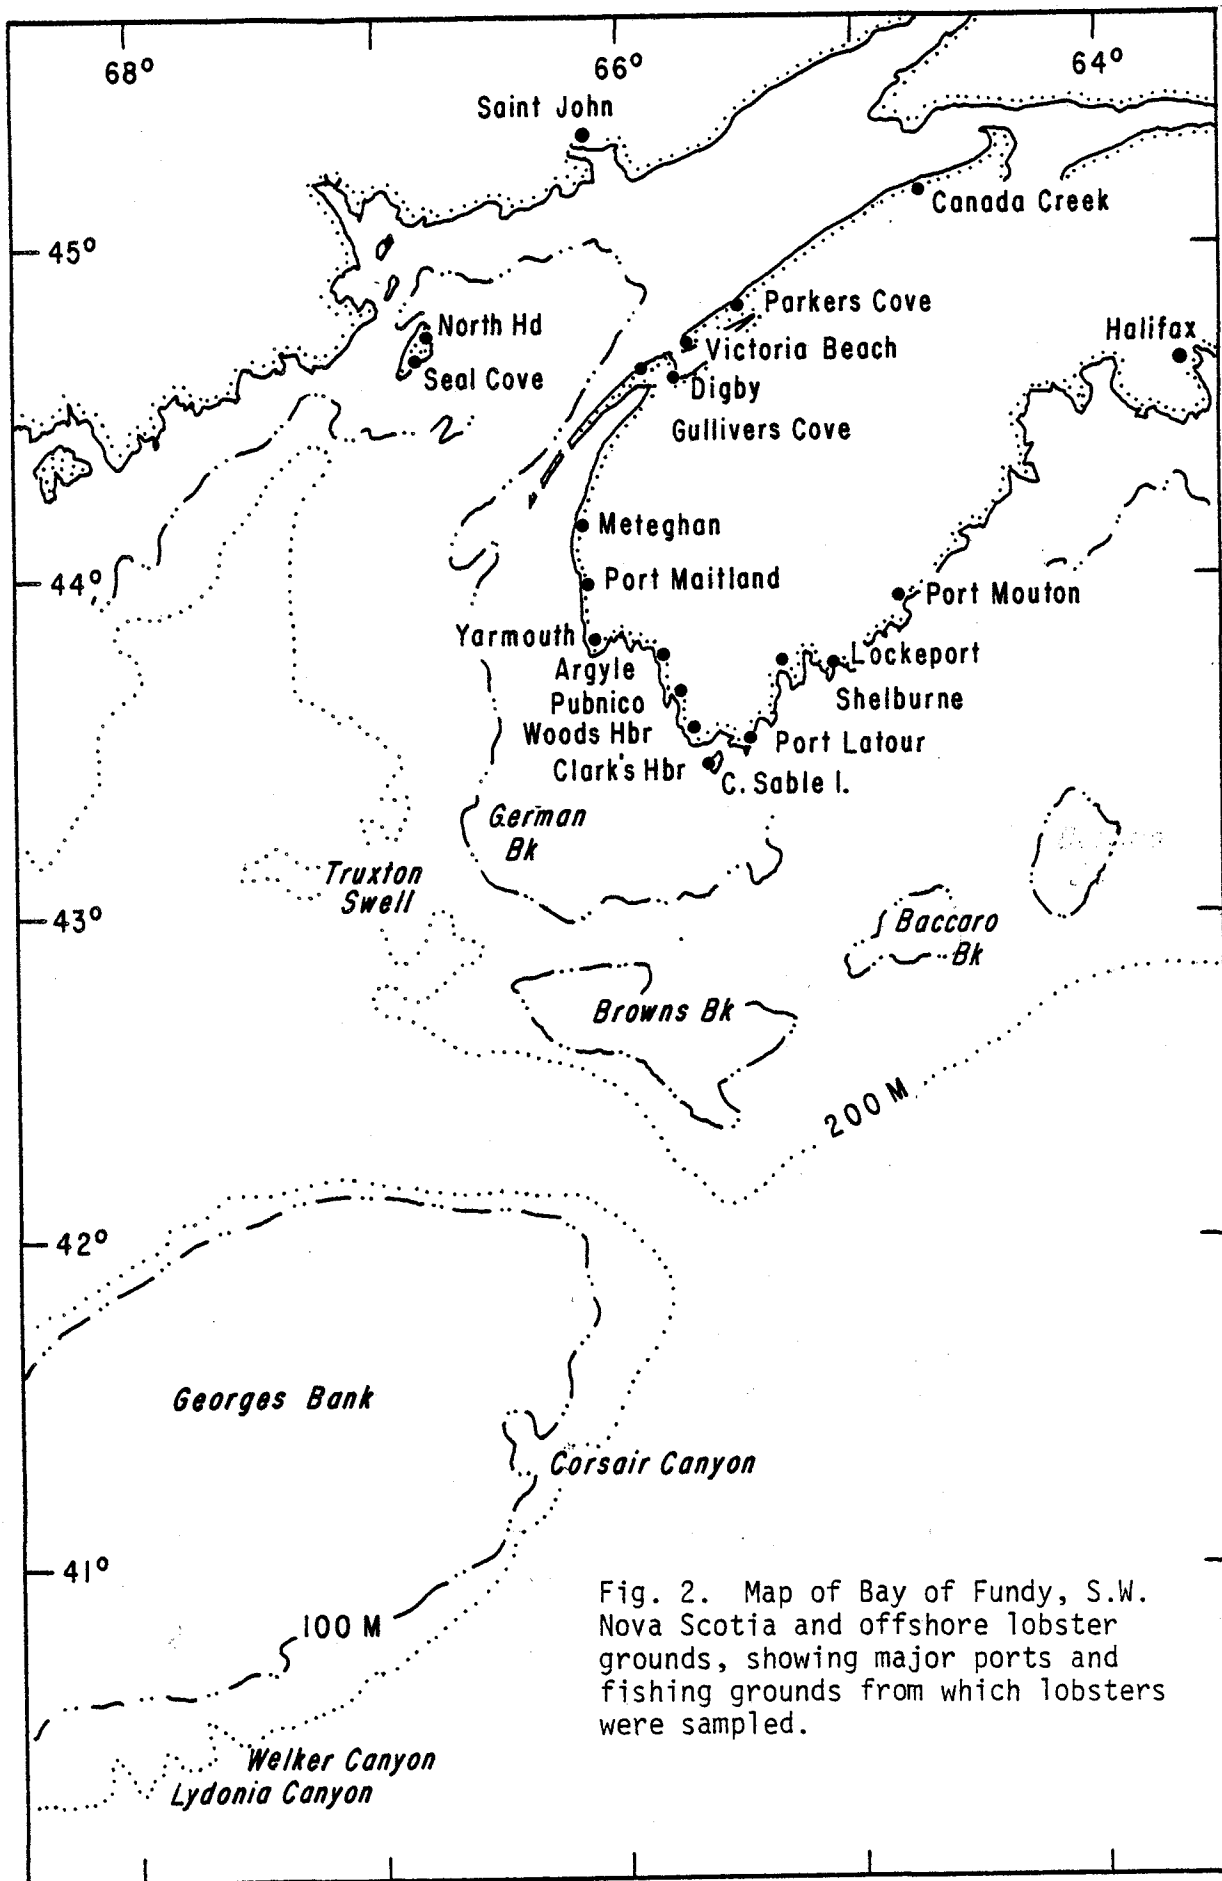 68°
66°
64°
Saint John
Canada Creek
45°
Parkers Cove
North Hd
Halifax
Victoria Beach
Seal Cove
Digby
Gullivers Cove
Meteghan
44°
Port Maitland
Port Mouton
Yarmouth
Lockeport
Argyle
Shelburne
Pubnico
Woods Hbr
Port Latour
Clark's Hbr
C. Sable I.
German
Bk
Truxton
Swell
43°
Baccaro
Bk
Browns Bk
200 M
42°
Georges Bank
Corsair Canyon
41°
100 M
Fig. 2. Map of Bay of Fundy, S.W.
Nova Scotia and offshore lobster
grounds, showing major ports and
fishing grounds from which lobsters
were sampled.
Welker Canyon
Lydonia Canyon